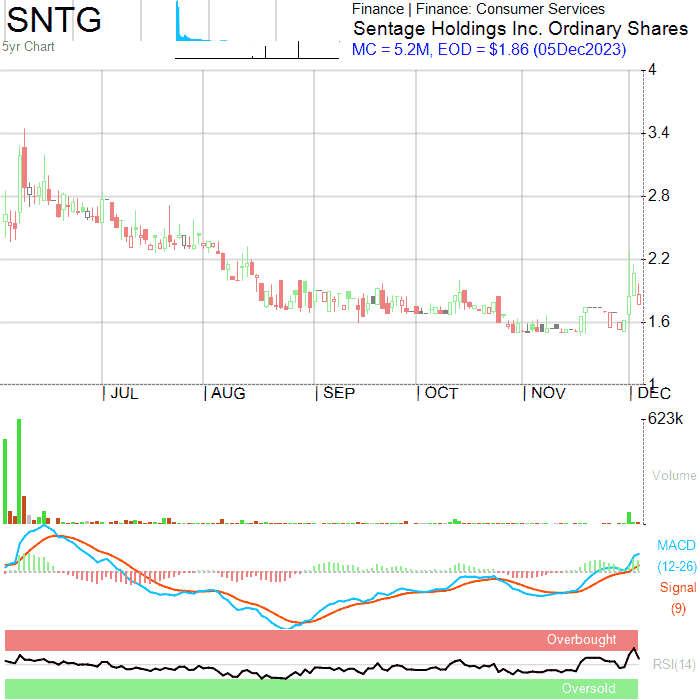 SNTG
5yr Chart
Finance | Finance: Consumer Services
Sentage Holdings Inc. Ordinary Shares
MC = 5.2M, EOD = $1.86 (05Dec2023)
4
3.4
2.8
2.2
1.6
1
| JUL | AUG | SEP | OCT | NOV | DEC
623k
Volume
MACD
(12-26)
Signal
(9)
Overbought
RSI(14)
Oversold